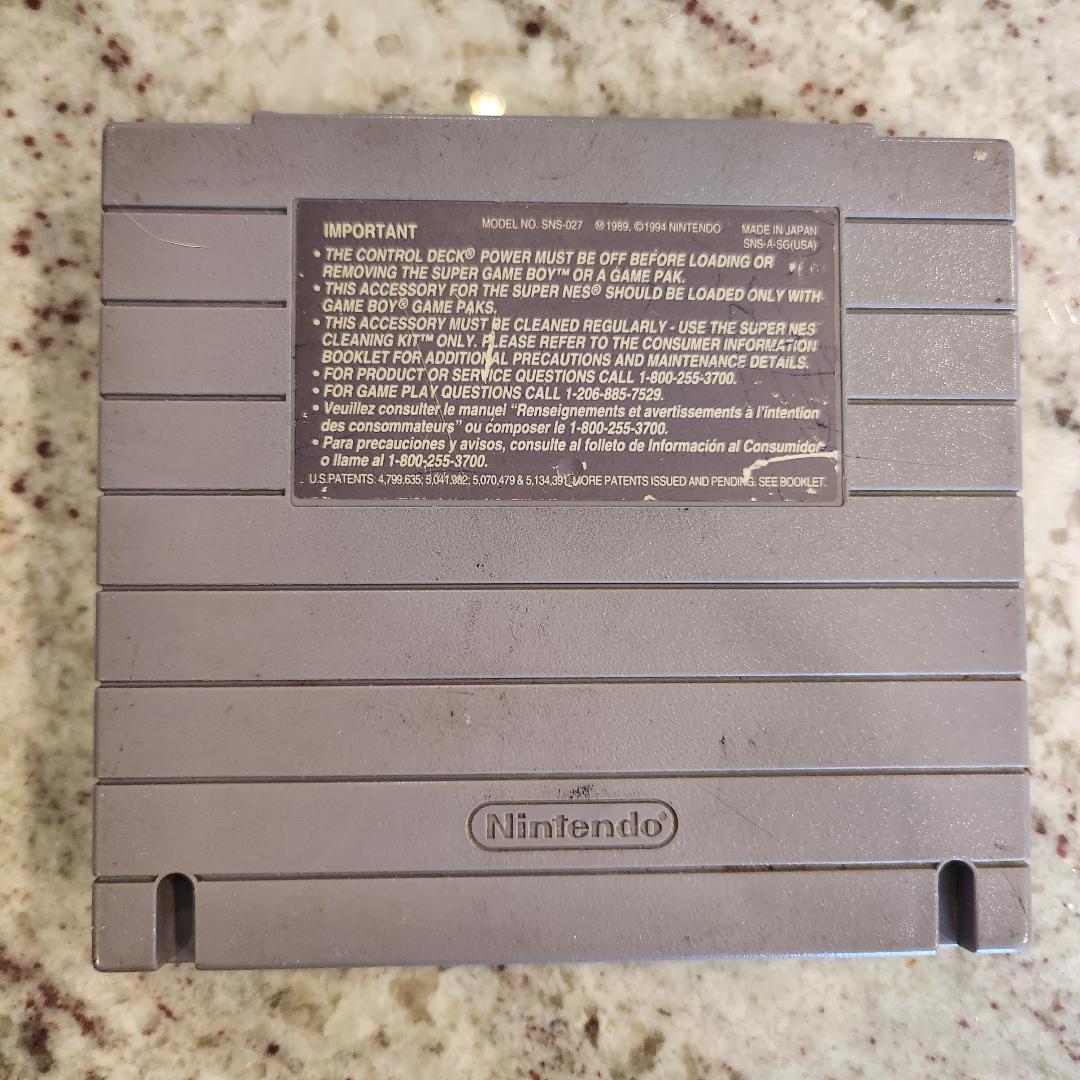 IMPORTANT MODEL NO. SNS-027 Ⓜ1989, ©1994 NINTENDO MADE IN JAPAN
SNS-A-SG(USA)
• THE CONTROL DECK® POWER MUST BE OFF BEFORE LOADING OR
REMOVING THE SUPER GAME BOY™ OR A GAME PAK.
• THIS ACCESSORY FOR THE SUPER NES® SHOULD BE LOADED ONLY WITH
GAME BOY® GAME PAKS.
• THIS ACCESSORY MUST BE CLEANED REGULARLY - USE THE SUPER NES
CLEANING KIT™ ONLY. PLEASE REFER TO THE CONSUMER INFORMATION
BOOKLET FOR ADDITIONAL PRECAUTIONS AND MAINTENANCE DETAILS.
• FOR PRODUCT OR SERVICE QUESTIONS CALL 1-800-255-3700.
• FOR GAME PLAY QUESTIONS CALL 1-206-885-7529.
• Veuillez consulter le manuel “Renseignements et avertissements à l’intention
des consommateurs” ou composer le 1-800-255-3700.
• Para precauciones y avisos, consulte al folleto de Información al Consumidor
o llame al 1-800-255-3700.
U.S.PATENTS: 4,799,635; 5,041,982; 5,070,479 & 5,134,391, MORE PATENTS ISSUED AND PENDING. SEE BOOKLET.
Nintendo®